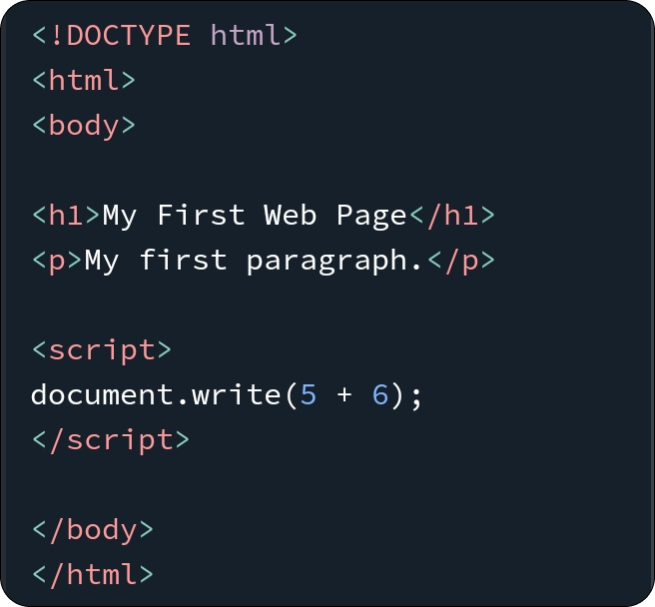 <!DOCTYPE html>
<html>
<body>
<h1>My First Web Page</h1>
<p>My first paragraph.</p>
<script>
document.write(5 + 6);
</script>
</body>
</html>